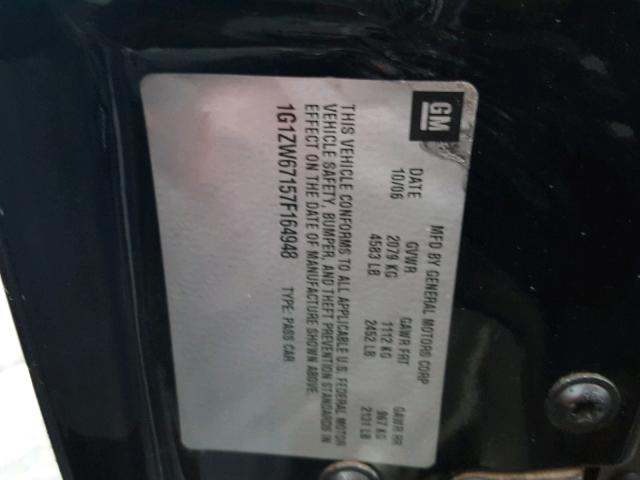 GM
MFD BY GENERAL MOTORS CORP
DATE GVWR GAWR FRT GAWR RR
10/06 2079 KG 1112 KG 967 KG
4583 LB 2452 LB 2131 LB
THIS VEHICLE CONFORMS TO ALL APPLICABLE U.S. FEDERAL MOTOR
VEHICLE SAFETY, BUMPER, AND THEFT PREVENTION STANDARDS IN
EFFECT ON THE DATE OF MANUFACTURE SHOWN ABOVE.
1G1ZW67157F164948 TYPE: PASS CAR